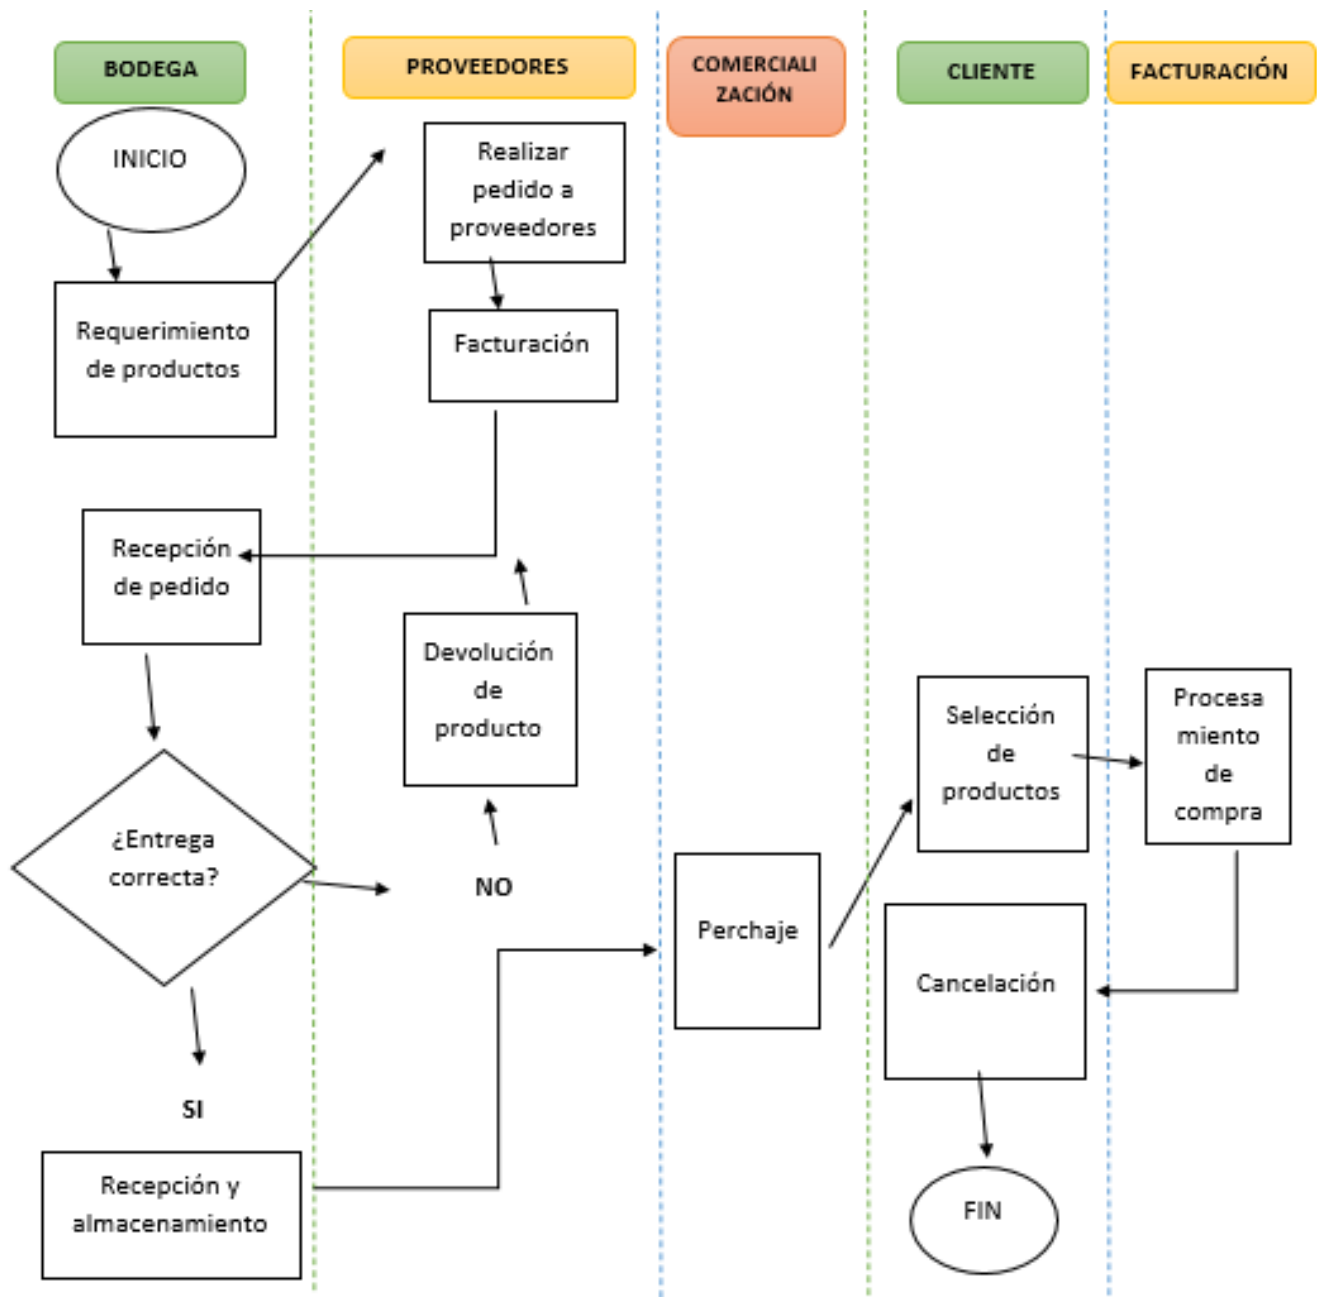 BODEGA
PROVEEDORES
COMERCIALI
ZACIÓN
CLIENTE
FACTURACIÓN
INICIO
Realizar
pedido a
proveedores
Requerimiento
de productos
Facturación
Recepción
de pedido
Devolución
de
producto
Selección
de
productos
Procesa
miento
de
compra
¿Entrega
correcta?
NO
Perchaje
Cancelación
SI
Recepción y
almacenamiento
FIN